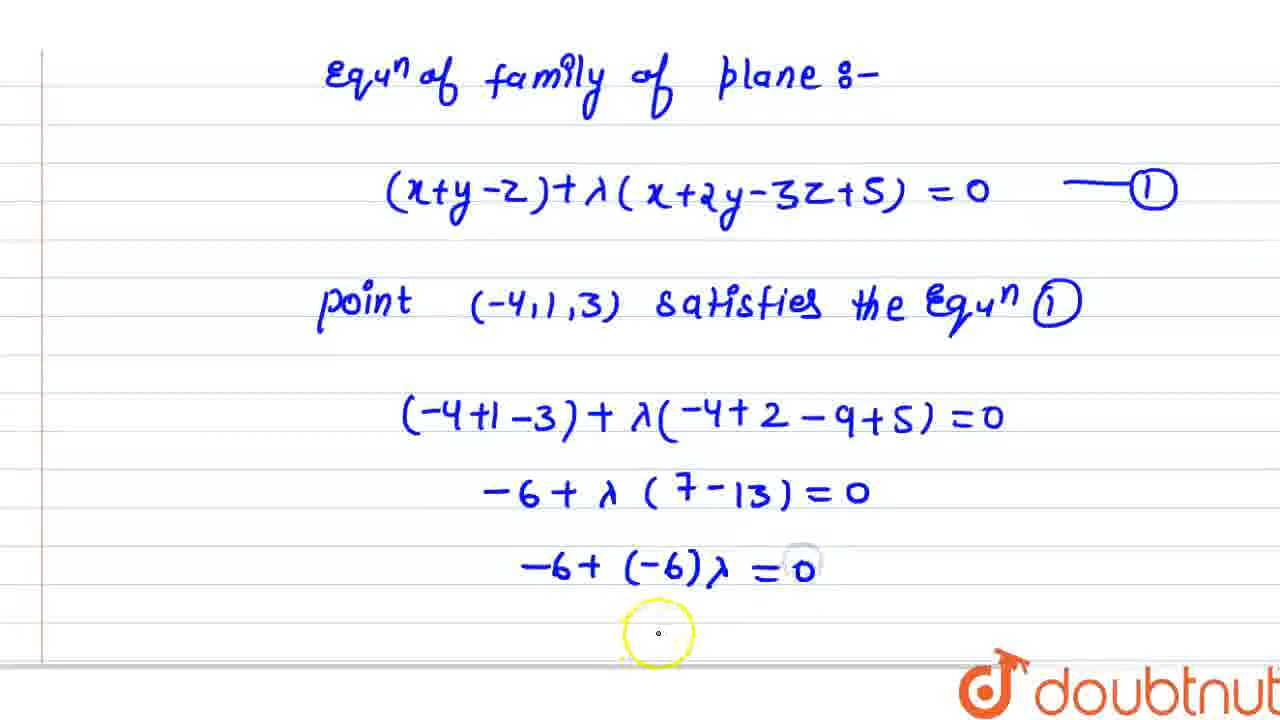 Equⁿ of family of plane :-
(x+y-z)+λ(x+2y-3z+5) = 0 —①
point (-4,1,3) satisfies the Equⁿ ①
(-4+1-3)+ λ(-4+2-9+5) = 0
-6+λ (7-13) = 0
-6+ (-6)λ = 0
doubtnut